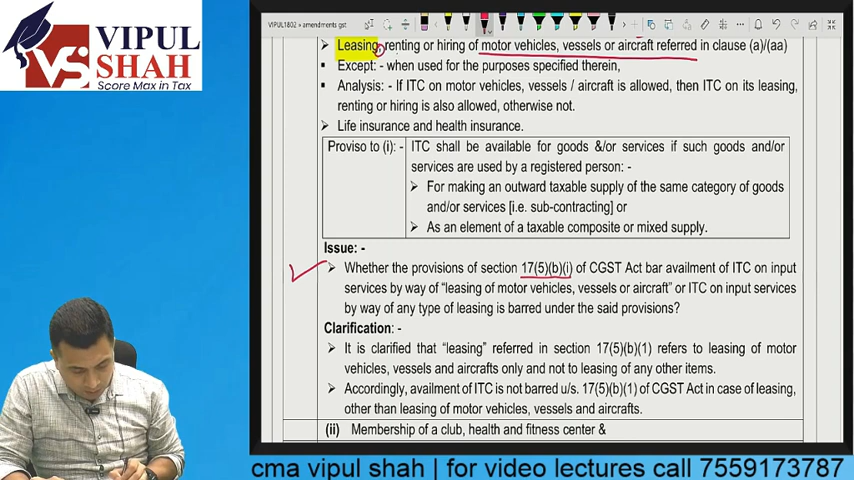 VIPUL1802 + amendments gst
VIPUL
SHAH
VS
Score Max in Tax
➢ Leasing, renting or hiring of motor vehicles, vessels or aircraft referred in clause (a)/(aa)
▪ Except: - when used for the purposes specified therein,
▪ Analysis: - If ITC on motor vehicles, vessels / aircraft is allowed, then ITC on its leasing,
renting or hiring is also allowed, otherwise not.
➢ Life insurance and health insurance.
Proviso to (i): - ITC shall be available for goods &/or services if such goods and/or
services are used by a registered person: -
➢ For making an outward taxable supply of the same category of goods
and/or services [i.e. sub-contracting] or
➢ As an element of a taxable composite or mixed supply.
Issue: -
➢ Whether the provisions of section 17(5)(b)(i) of CGST Act bar availment of ITC on input
services by way of “leasing of motor vehicles, vessels or aircraft” or ITC on input services
by way of any type of leasing is barred under the said provisions?
Clarification: -
➢ It is clarified that “leasing” referred in section 17(5)(b)(1) refers to leasing of motor
vehicles, vessels and aircrafts only and not to leasing of any other items.
➢ Accordingly, availment of ITC is not barred u/s. 17(5)(b)(1) of CGST Act in case of leasing,
other than leasing of motor vehicles, vessels and aircrafts.
(ii) Membership of a club, health and fitness center &
cma vipul shah | for video lectures call 7559173787